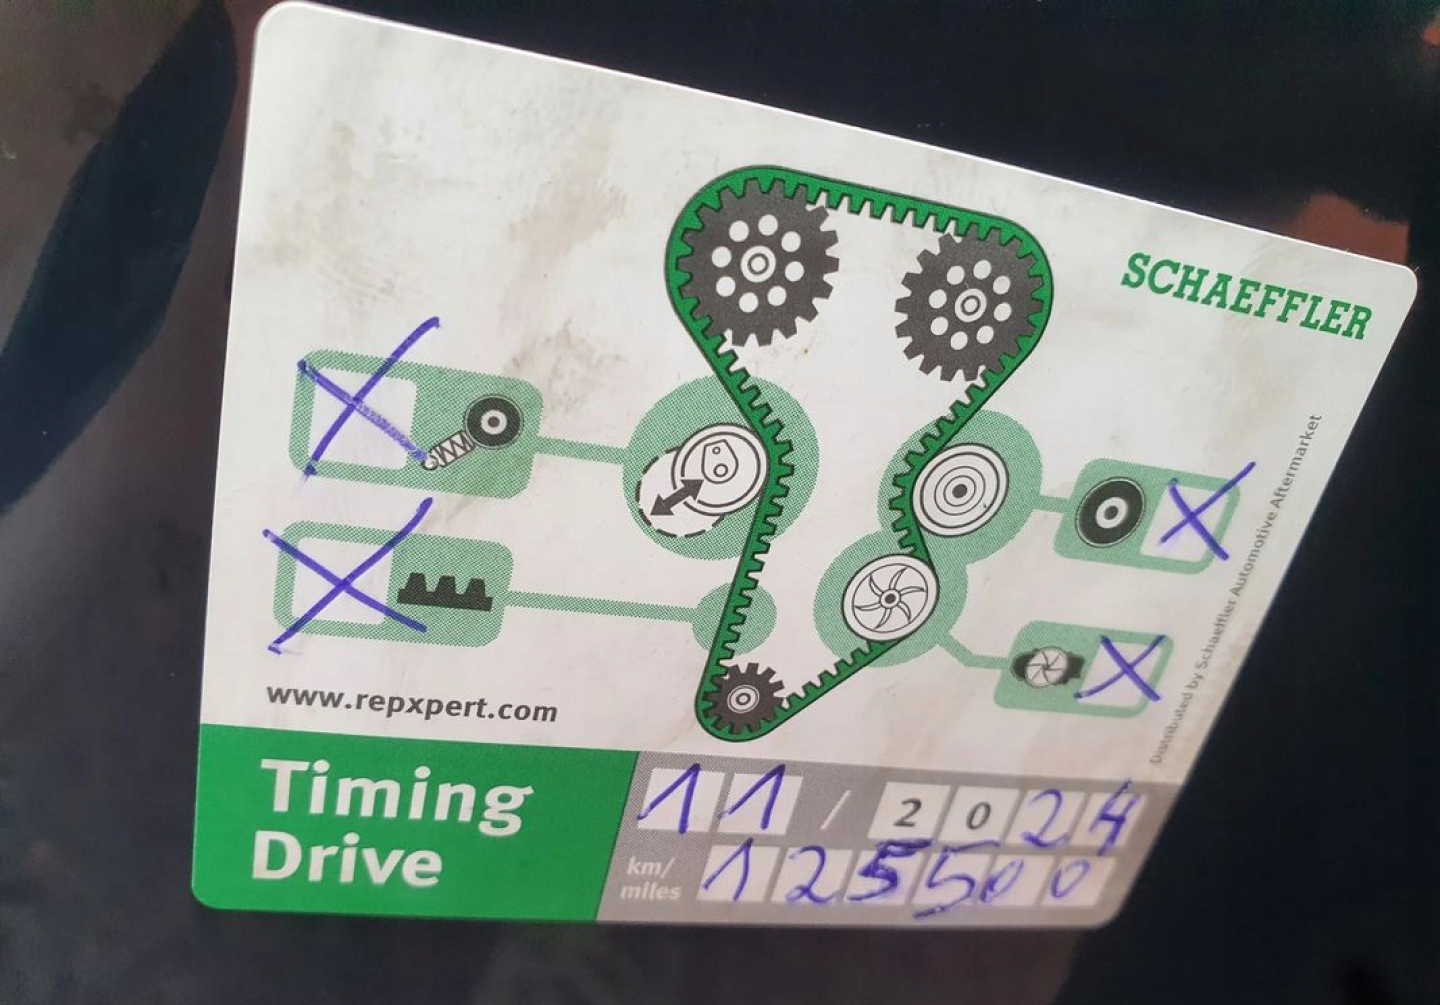 SCHAEFFLER
Distributed by Schaeffler Automotive Aftermarket
www.repxpert.com
Timing
Drive
11 / 2024
km/
miles
125500